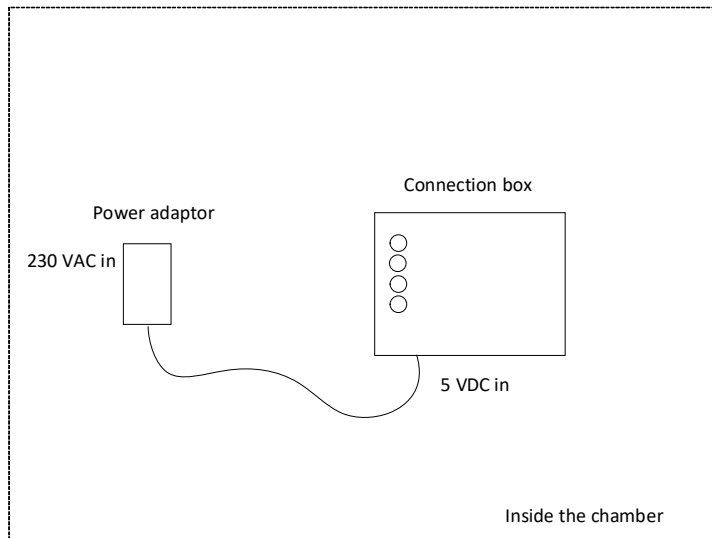 Connection box
Power adaptor
230 VAC in
5 VDC in
Inside the chamber